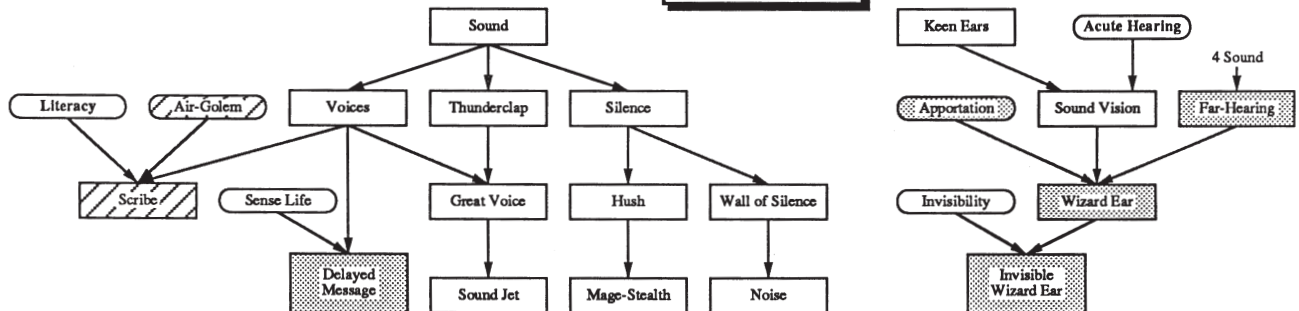 Sound
Keen Ears
Acute Hearing
4 Sound
Literacy
Air-Golem
Voices
Thunderclap
Silence
Apportation
Sound Vision
Far-Hearing
Scribe
Sense Life
Great Voice
Hush
Wall of Silence
Invisibility
Wizard Ear
Delayed
Message
Sound Jet
Mage-Stealth
Noise
Invisible
Wizard Ear